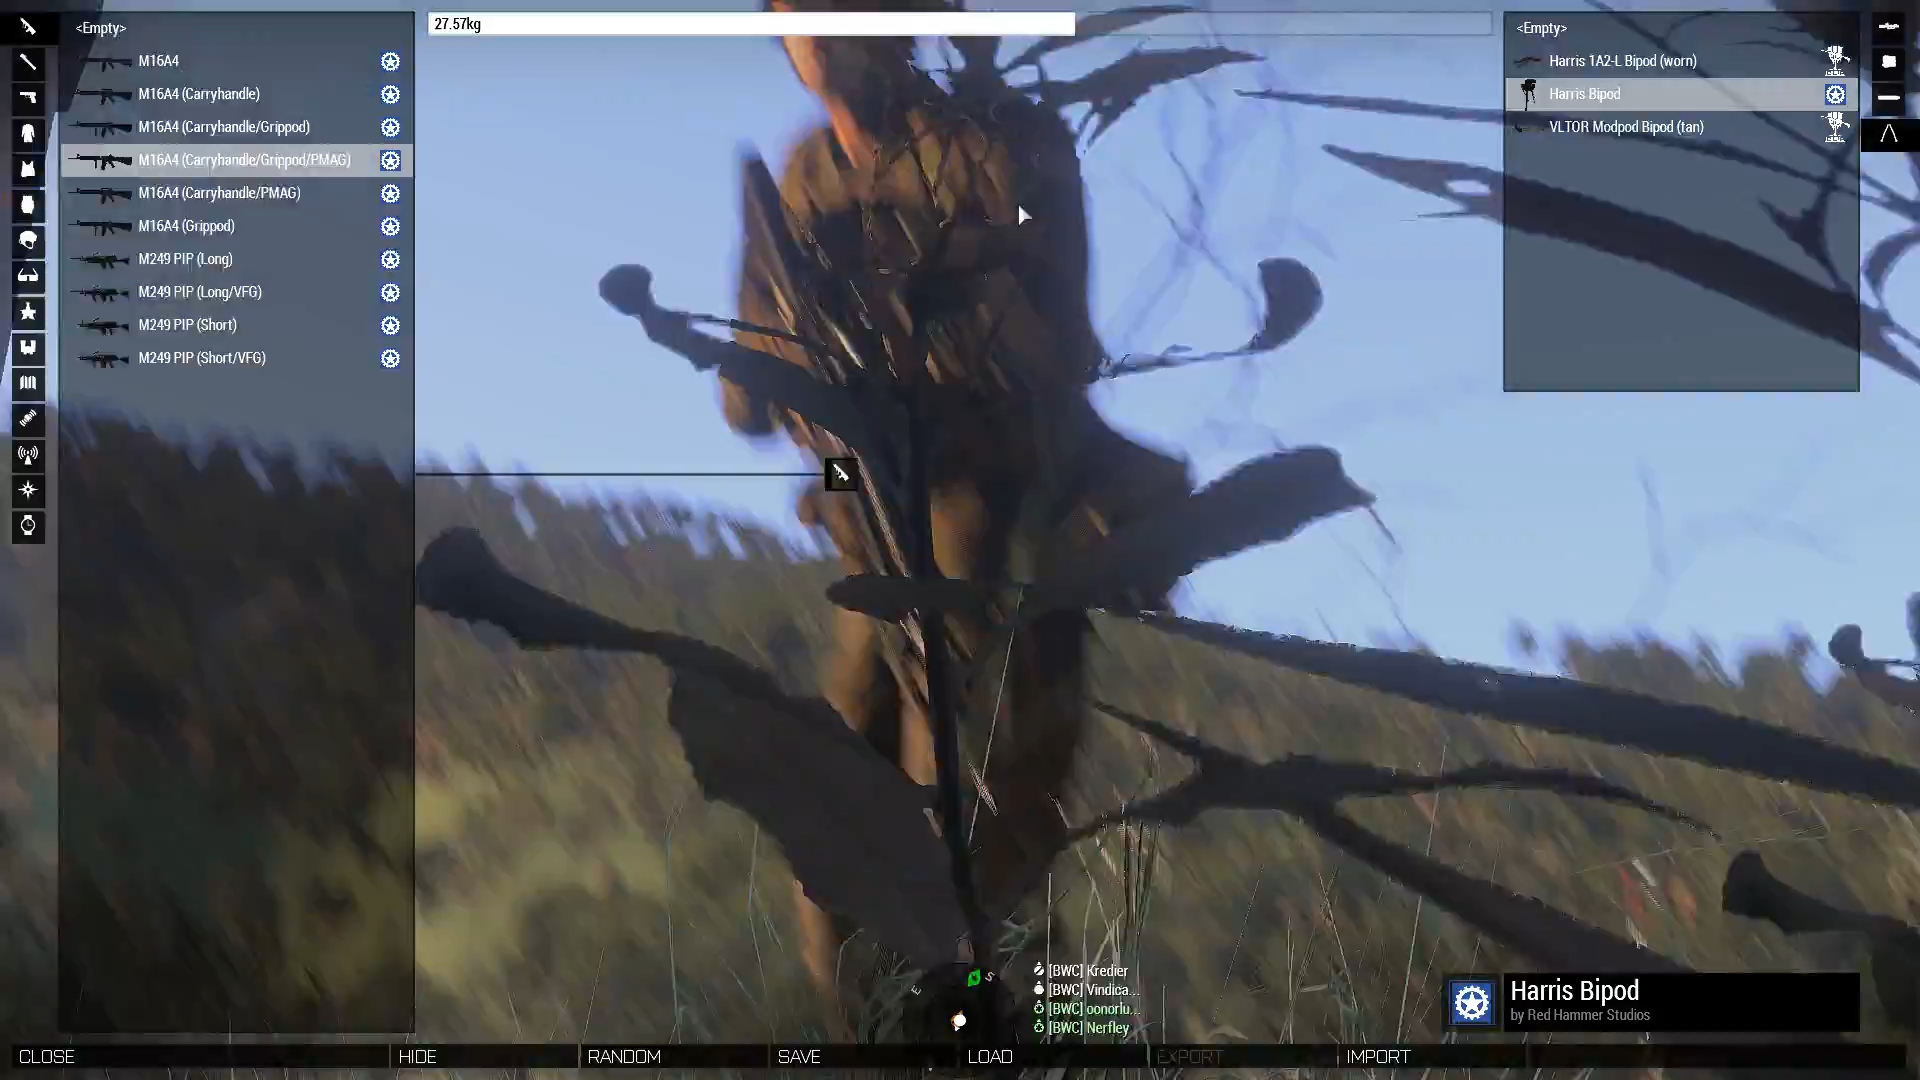 <Empty>
M16A4
M16A4 (Carryhandle)
M16A4 (Carryhandle/Grippod)
M16A4 (Carryhandle/Grippod/PMAG)
M16A4 (Carryhandle/PMAG)
M16A4 (Grippod)
M249 PIP (Long)
M249 PIP (Long/VFG)
M249 PIP (Short)
M249 PIP (Short/VFG)
27.57kg
<Empty>
Harris 1A2-L Bipod (worn)
Harris Bipod
VLTOR Modpod Bipod (tan)
E
S
[BWC] Kredier
[BWC] Vindica...
[BWC] oonorlu...
[BWC] Nerfley
Harris Bipod
by Red Hammer Studios
CLOSE
HIDE
RANDOM
SAVE
LOAD
EXPORT
IMPORT